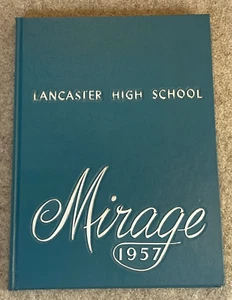 LANCASTER HIGH SCHOOL
Mirage
1957